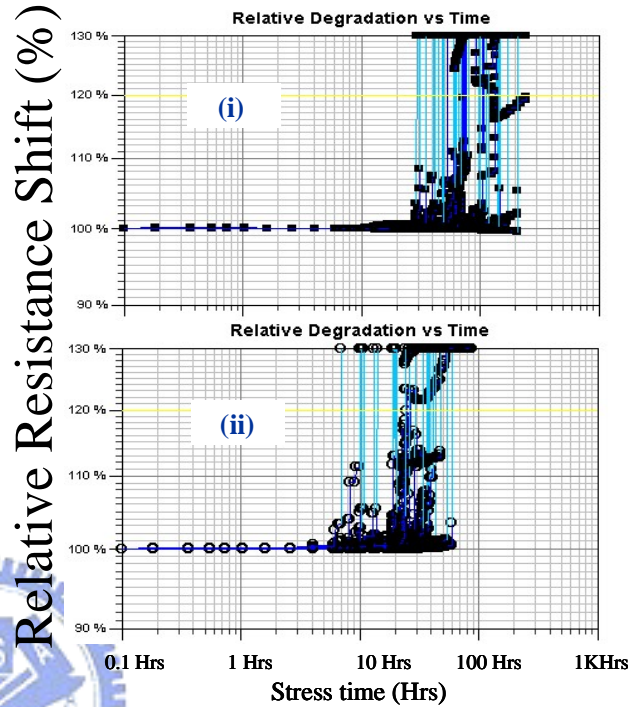 Relative Resistance Shift (%)
Relative Degradation vs Time
130 %
120 %
(i)
110 %
100 %
90 %
Relative Degradation vs Time
130 %
120 %
(ii)
110 %
100 %
90 %
0.1 Hrs 1 Hrs 10 Hrs 100 Hrs 1KHrs
Stress time (Hrs)